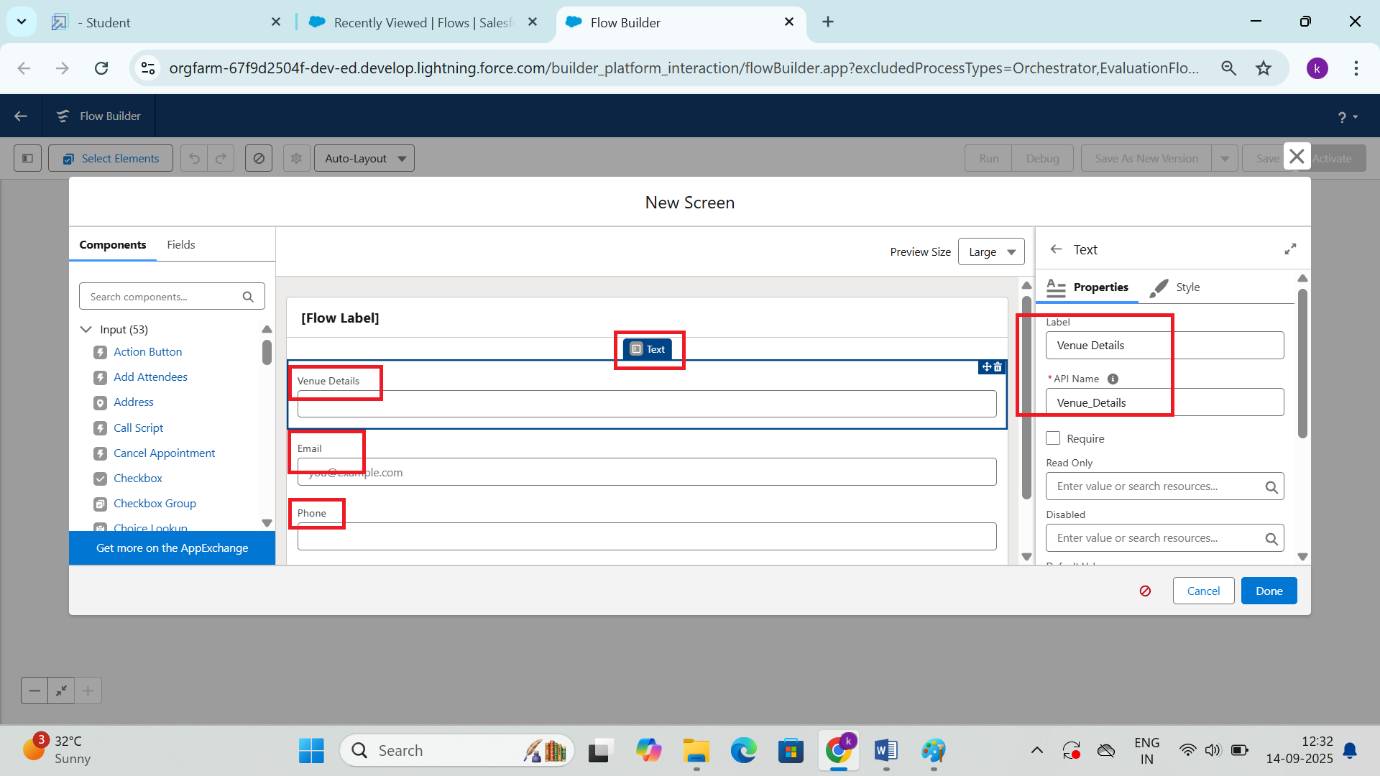 - Student
Recently Viewed | Flows | Salesf
Flow Builder
orgfarm-67f9d2504f-dev-ed.develop.lightning.force.com/builder_platform_interaction/flowBuilder.app?excludedProcessTypes=Orchestrator,EvaluationFlo...
k
Flow Builder
?
Select Elements
Auto-Layout
Run
Debug
Save As New Version
Save
Activate
New Screen
Components
Fields
Preview Size
Large
Text
Search components...
Properties
Style
Input (53)
Action Button
Add Attendees
Address
Call Script
Cancel Appointment
Checkbox
Checkbox Group
Choice Lookup
Get more on the AppExchange
[Flow Label]
Text
Venue Details
Email
you@example.com
Phone
Label
Venue Details
* API Name
Venue_Details
Require
Read Only
Enter value or search resources...
Disabled
Enter value or search resources...
Default Value
Cancel
Done
3
32°C
Sunny
Search
k
ENG
IN
12:32
14-09-2025